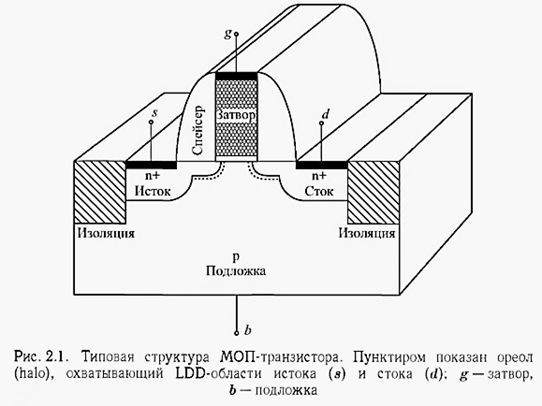 g
s
Спейсер
Затвор
d
n+
Исток
n+
Сток
Изоляция
Изоляция
p
Подложка
b
Рис. 2.1. Типовая структура МОП-транзистора. Пунктиром показан ореол
(halo), охватывающий LDD-области истока (s) и стока (d); g — затвор,
b — подложка